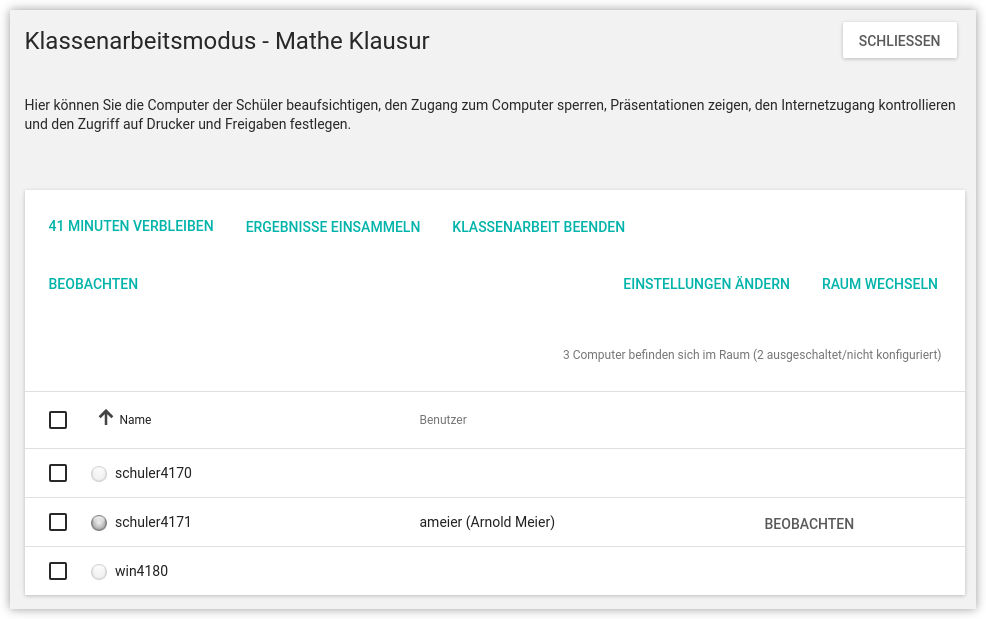 Klassenarbeitsmodus - Mathe Klausur
SCHLIESSEN
Hier können Sie die Computer der Schüler beaufsichtigen, den Zugang zum Computer sperren, Präsentationen zeigen, den Internetzugang kontrollieren
und den Zugriff auf Drucker und Freigaben festlegen.
41 MINUTEN VERBLEIBEN ERGEBNISSE EINSAMMELN KLASSENARBEIT BEENDEN
BEOBACHTEN EINSTELLUNGEN ÄNDERN RAUM WECHSELN
3 Computer befinden sich im Raum (2 ausgeschaltet/nicht konfiguriert)
Name Benutzer
schuler4170
schuler4171 ameier (Arnold Meier) BEOBACHTEN
win4180